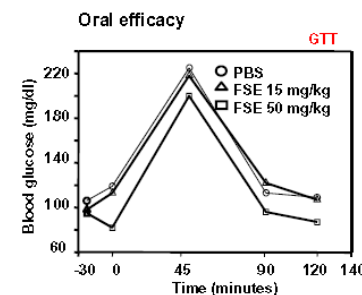 Oral efficacy
GTT
PBS
FSE 15 mg/kg
FSE 50 mg/kg
Blood glucose (mg/dl)
220
180
140
100
60
-30 0 45 90 120 140
Time (minutes)